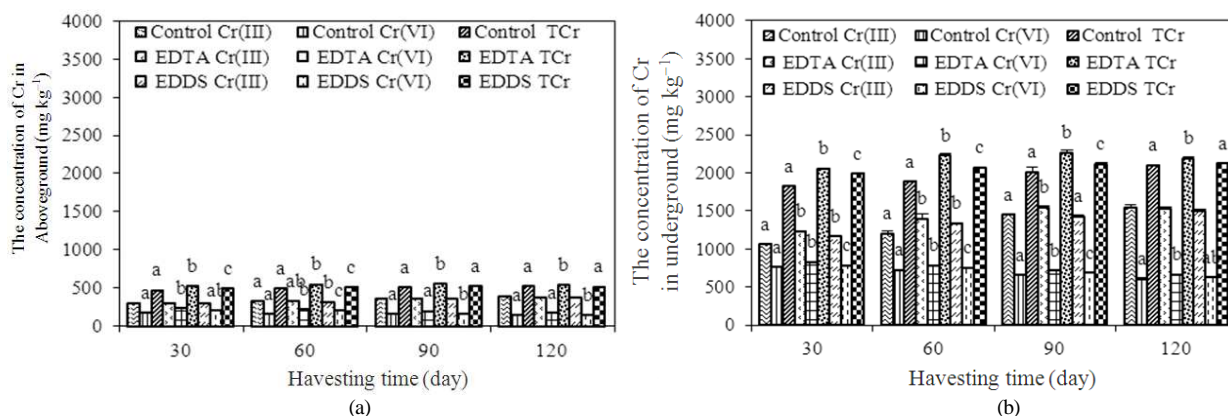 4000
3500
3000
2500
2000
1500
1000
500
0
The concentration of Cr in
Aboveground (mg kg⁻¹)
Control Cr(III) Control Cr(VI) Control TCr
EDTA Cr(III) EDTA Cr(VI) EDTA TCr
EDDS Cr(III) EDDS Cr(VI) EDDS TCr
a a b b ab c
a a ab ab b b c c
a a a b b a
a a a b b a
30 60 90 120
Havesting time (day)
(a)
4000
3500
3000
2500
2000
1500
1000
500
0
The concentration of Cr
in underground (mg kg⁻¹)
Control Cr(III) Control Cr(VI) Control TCr
EDTA Cr(III) EDTA Cr(VI) EDTA TCr
EDDS Cr(III) EDDS Cr(VI) EDDS TCr
a a a b b b b c c
a a a b b b b c c
a a a b b b a c c
a a a a b b a ab a
30 60 90 120
Havesting time (day)
(b)